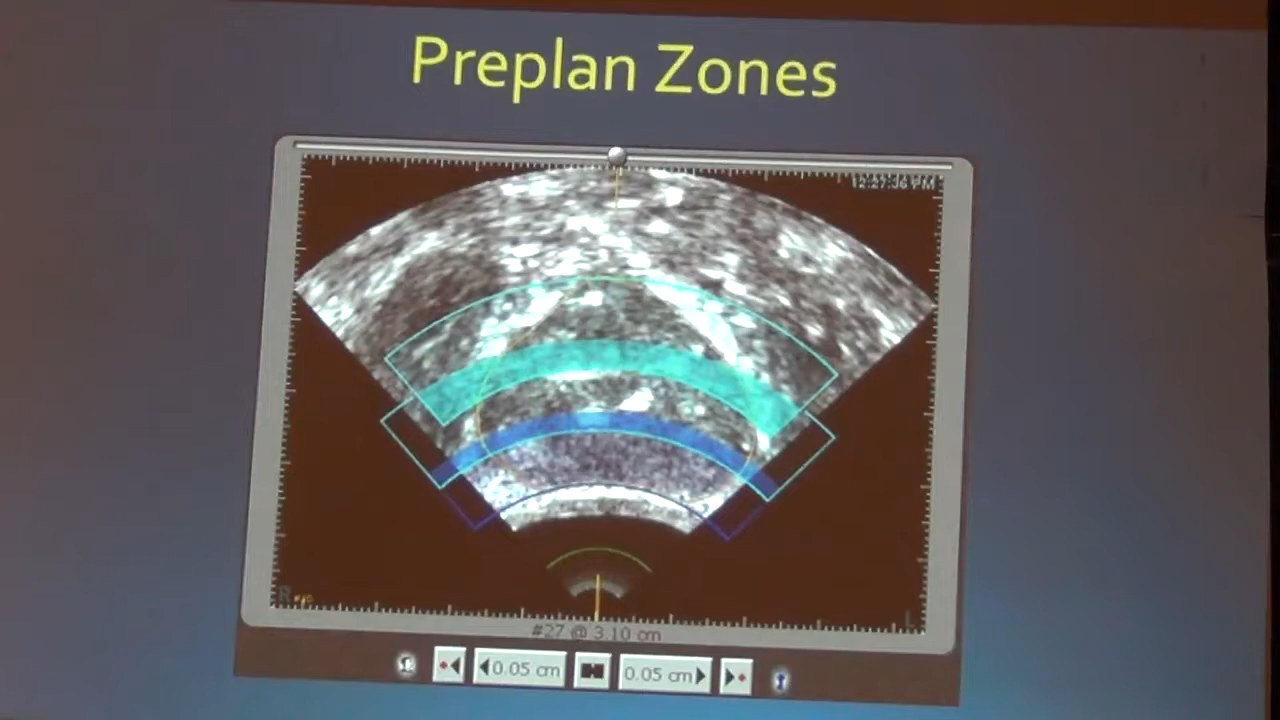 Preplan Zones
12:27:36 PM
R
L
#27 @ 3.10 cm
0.05 cm
0.05 cm